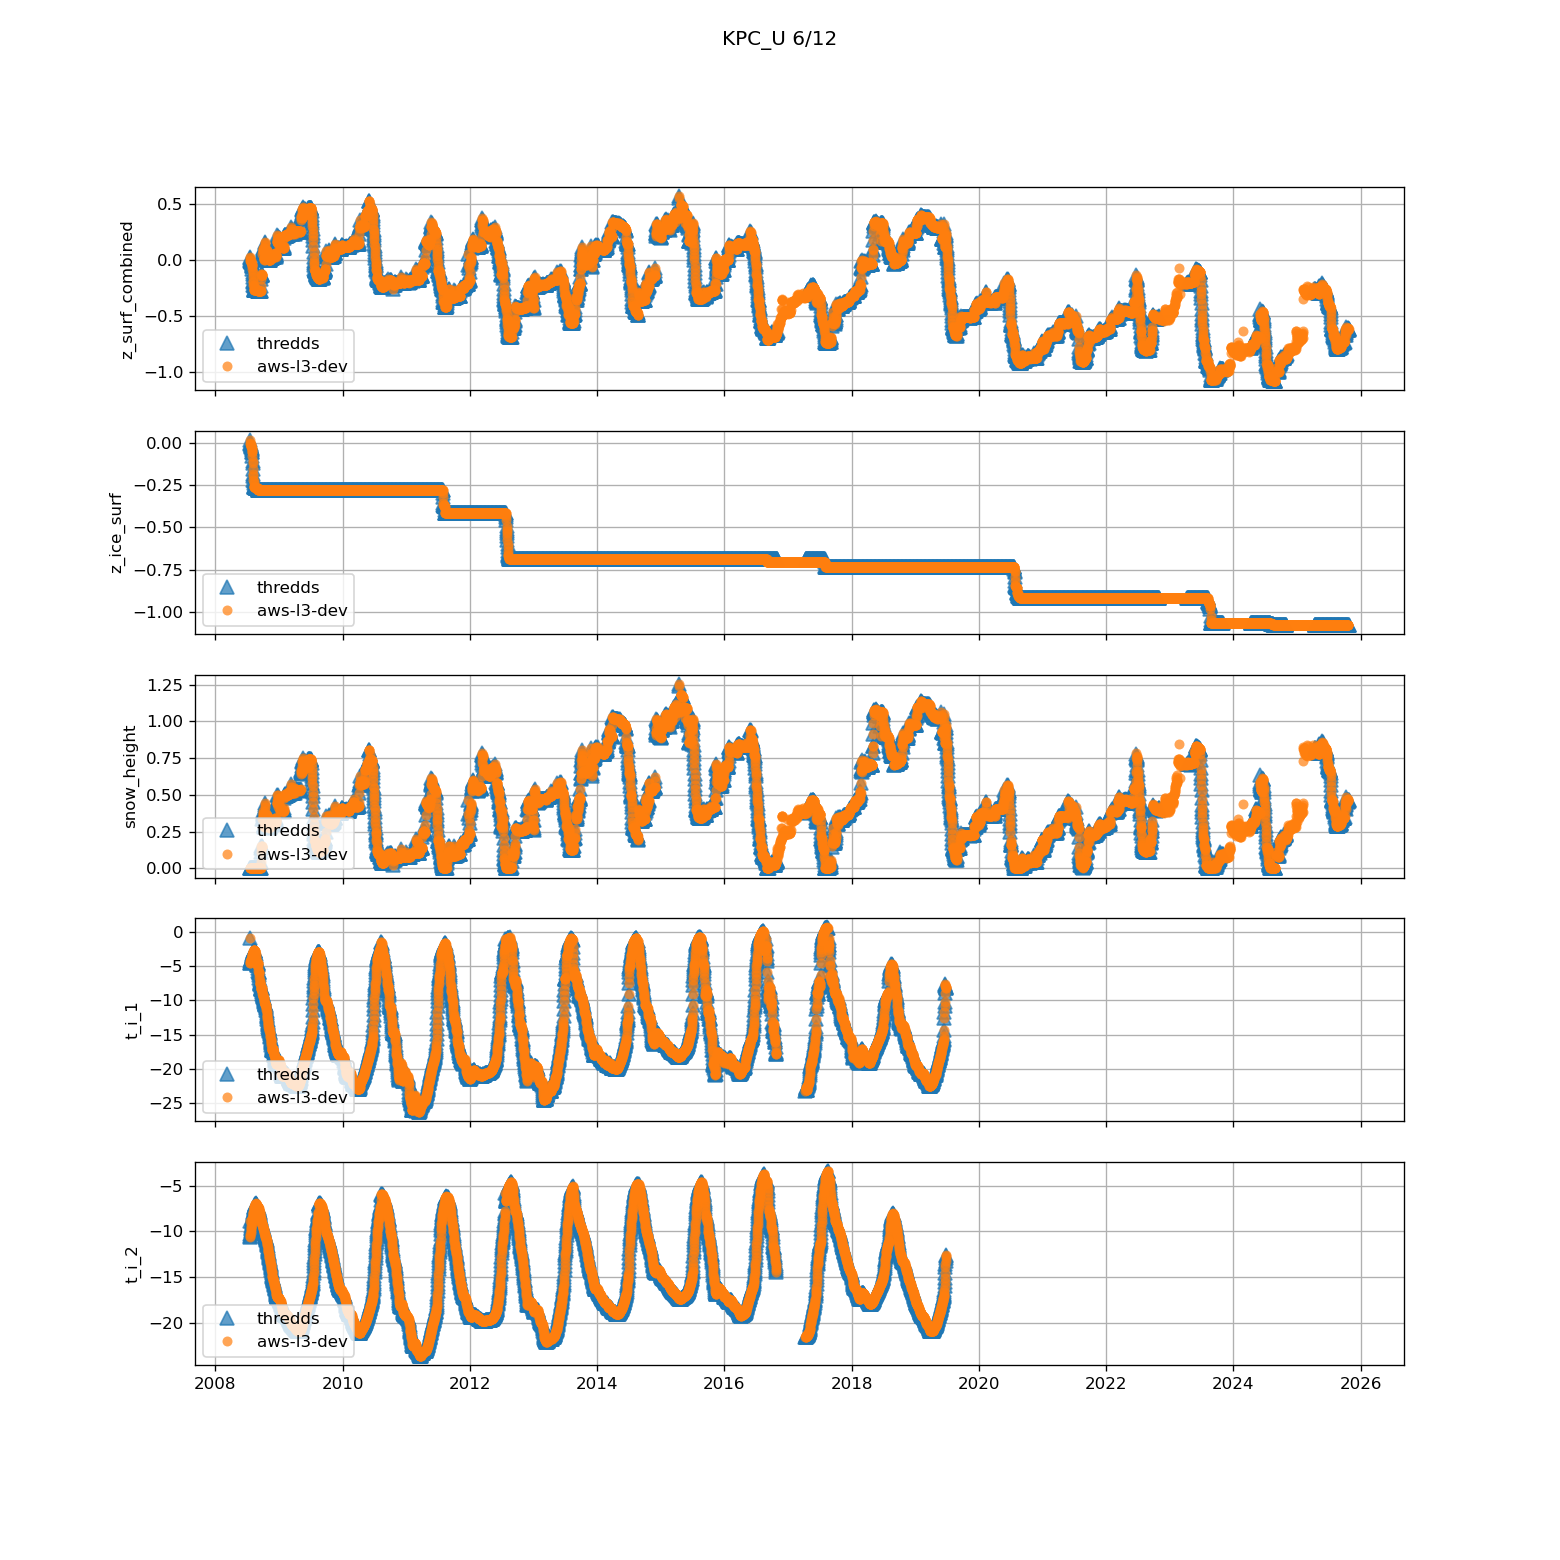 KPC_U 6/12
z_surf_combined
0.5
0.0
−0.5
−1.0
thredds
aws-l3-dev
z_ice_surf
0.00
−0.25
−0.50
−0.75
−1.00
thredds
aws-l3-dev
snow_height
1.25
1.00
0.75
0.50
0.25
0.00
thredds
aws-l3-dev
t_i_1
0
−5
−10
−15
−20
−25
thredds
aws-l3-dev
t_i_2
−5
−10
−15
−20
thredds
aws-l3-dev
2008 2010 2012 2014 2016 2018 2020 2022 2024 2026